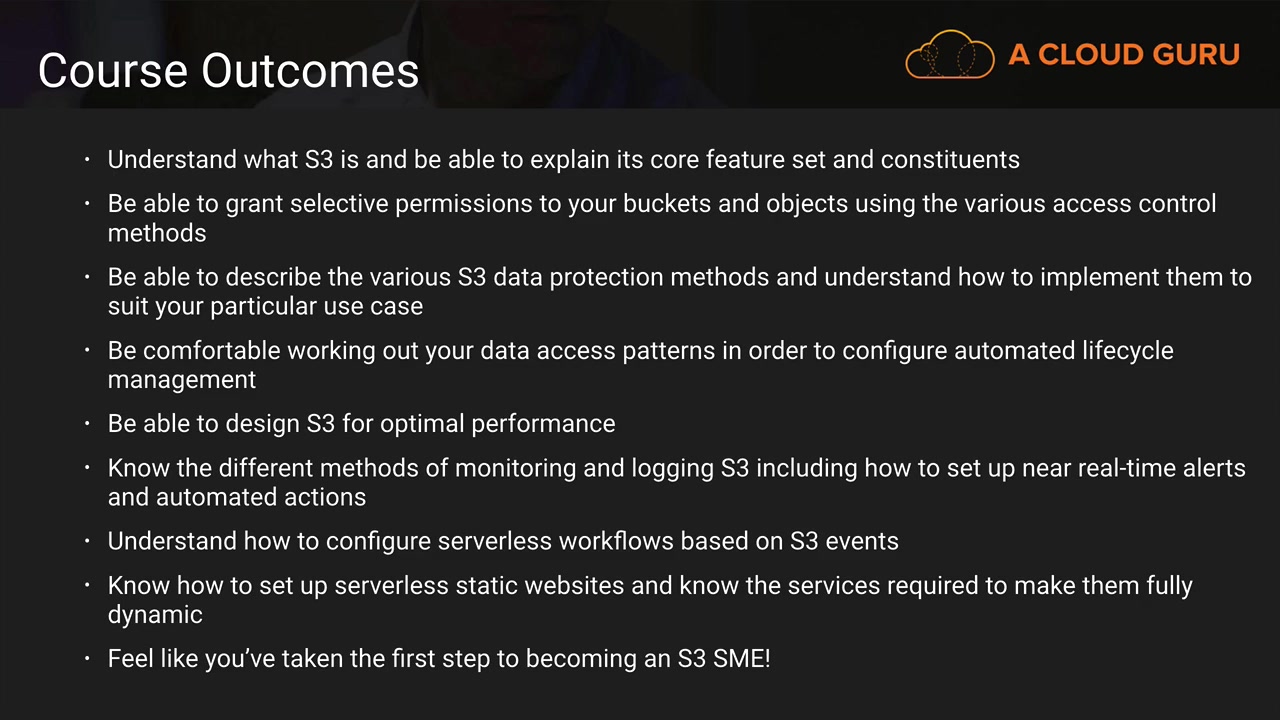 Course Outcomes
A CLOUD GURU
· Understand what S3 is and be able to explain its core feature set and constituents
· Be able to grant selective permissions to your buckets and objects using the various access control
methods
· Be able to describe the various S3 data protection methods and understand how to implement them to
suit your particular use case
· Be comfortable working out your data access patterns in order to configure automated lifecycle
management
· Be able to design S3 for optimal performance
· Know the different methods of monitoring and logging S3 including how to set up near real-time alerts
and automated actions
· Understand how to configure serverless workflows based on S3 events
· Know how to set up serverless static websites and know the services required to make them fully
dynamic
· Feel like you’ve taken the first step to becoming an S3 SME!